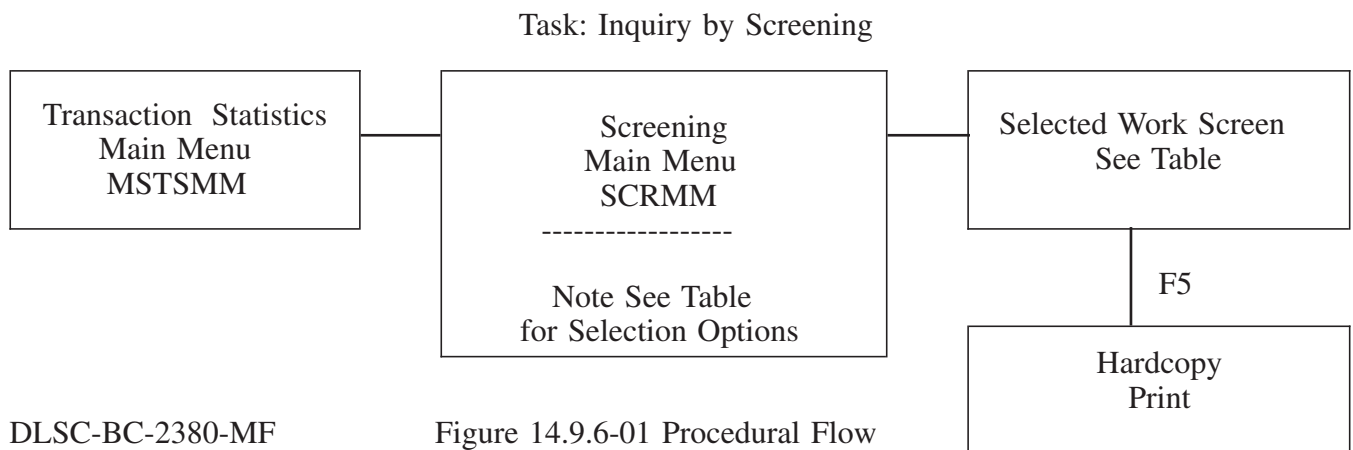 Task: Inquiry by Screening
Transaction Statistics
Main Menu
MSTSMM
Screening
Main Menu
SCRMM
------------------
Note See Table
for Selection Options
Selected Work Screen
See Table
F5
Hardcopy
Print
DLSC-BC-2380-MF
Figure 14.9.6-01 Procedural Flow